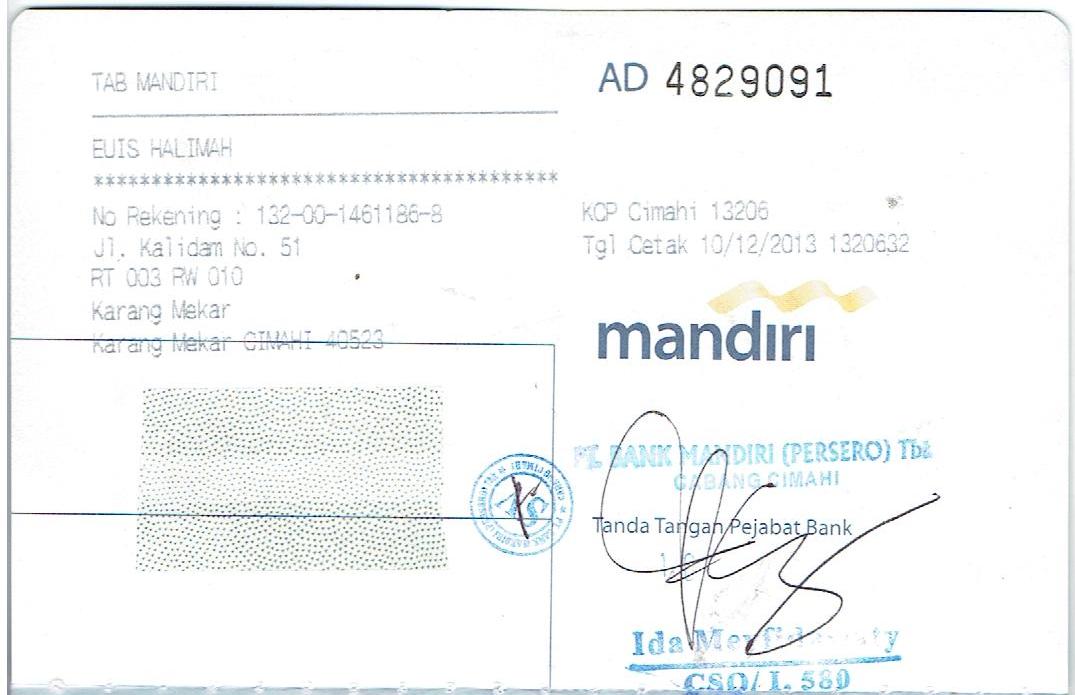 TAB MANDIRI
EUIS HALIMAH
***************************************
No Rekening : 132-00-1461186-8
Jl. Kalidam No. 51
RT 003 RW 010
Karang Mekar
Karang Mekar CIMAHI 40523
AD 4829091
KCP Cimahi 13206
Tgl Cetak 10/12/2013 1320632
mandiri
PT. BANK MANDIRI (PERSERO) Tbk
CABANG CIMAHI
Tanda Tangan Pejabat Bank
Ida
CSO/ I. 580